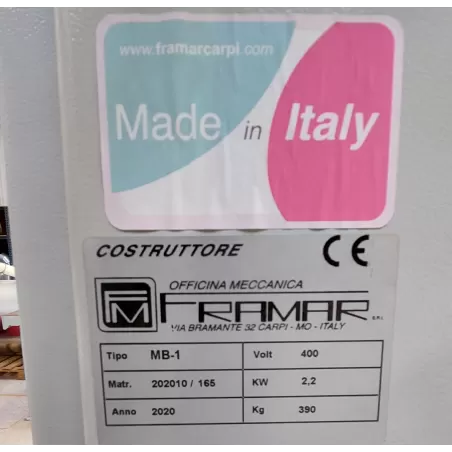 www.framarcarpi.com
Made in Italy
COSTRUTTORE CE
OFFICINA MECCANICA
FM FRAMAR S.R.L.
VIA BRAMANTE 32 CARPI - MO - ITALY
Tipo MB-1 Volt 400
Matr. 202010 / 165 KW 2,2
Anno 2020 Kg 390